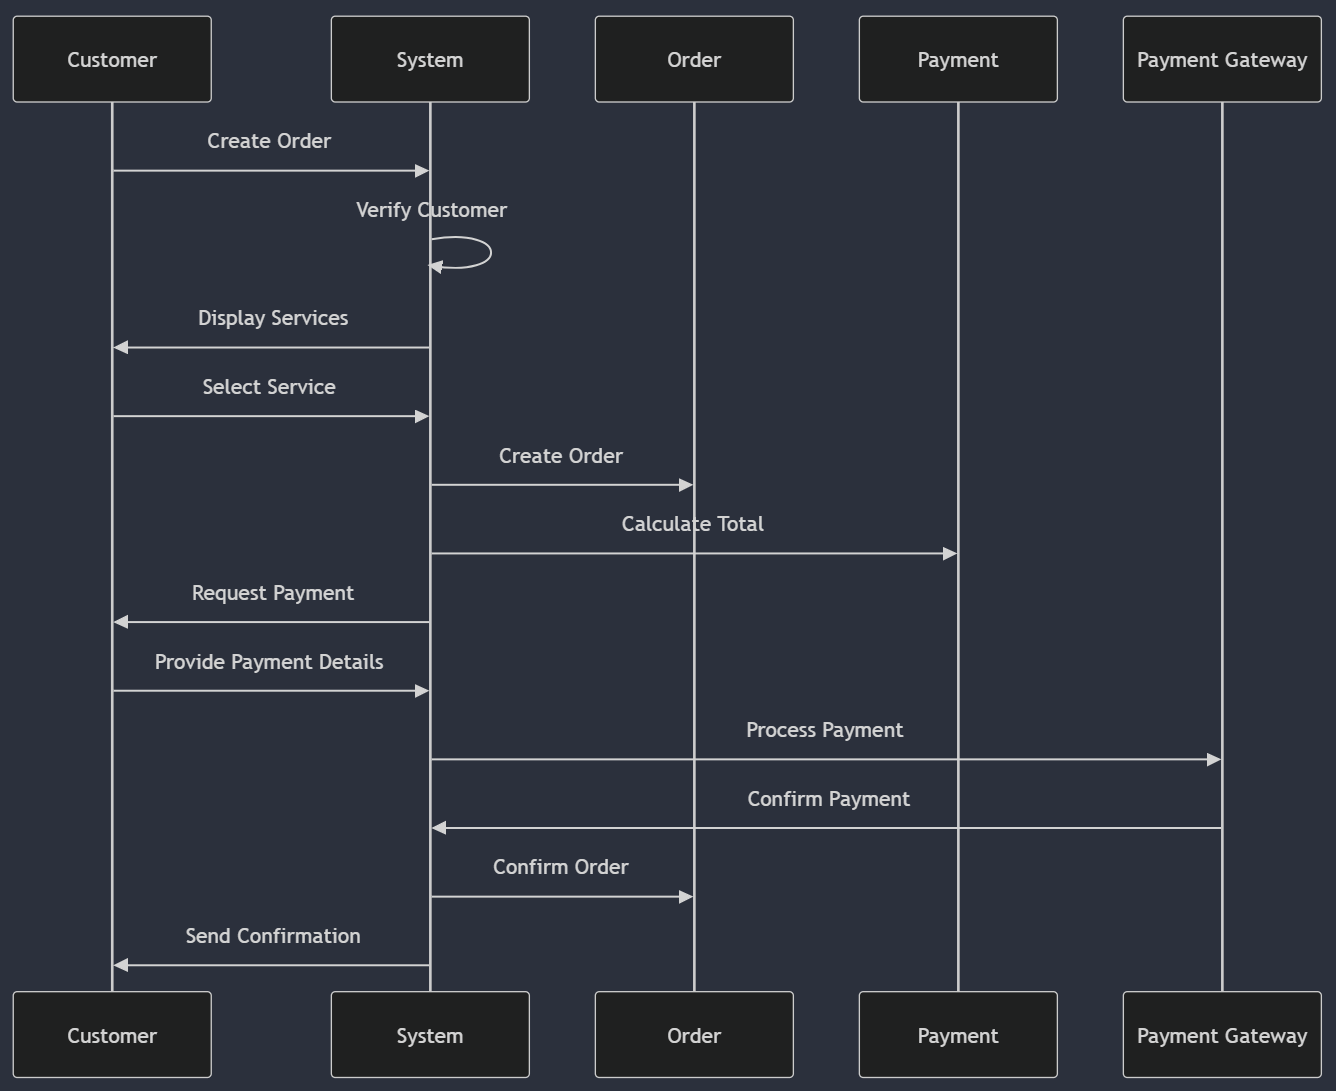 Customer
System
Order
Payment
Payment Gateway
Create Order
Verify Customer
Display Services
Select Service
Create Order
Calculate Total
Request Payment
Provide Payment Details
Process Payment
Confirm Payment
Confirm Order
Send Confirmation
Customer
System
Order
Payment
Payment Gateway